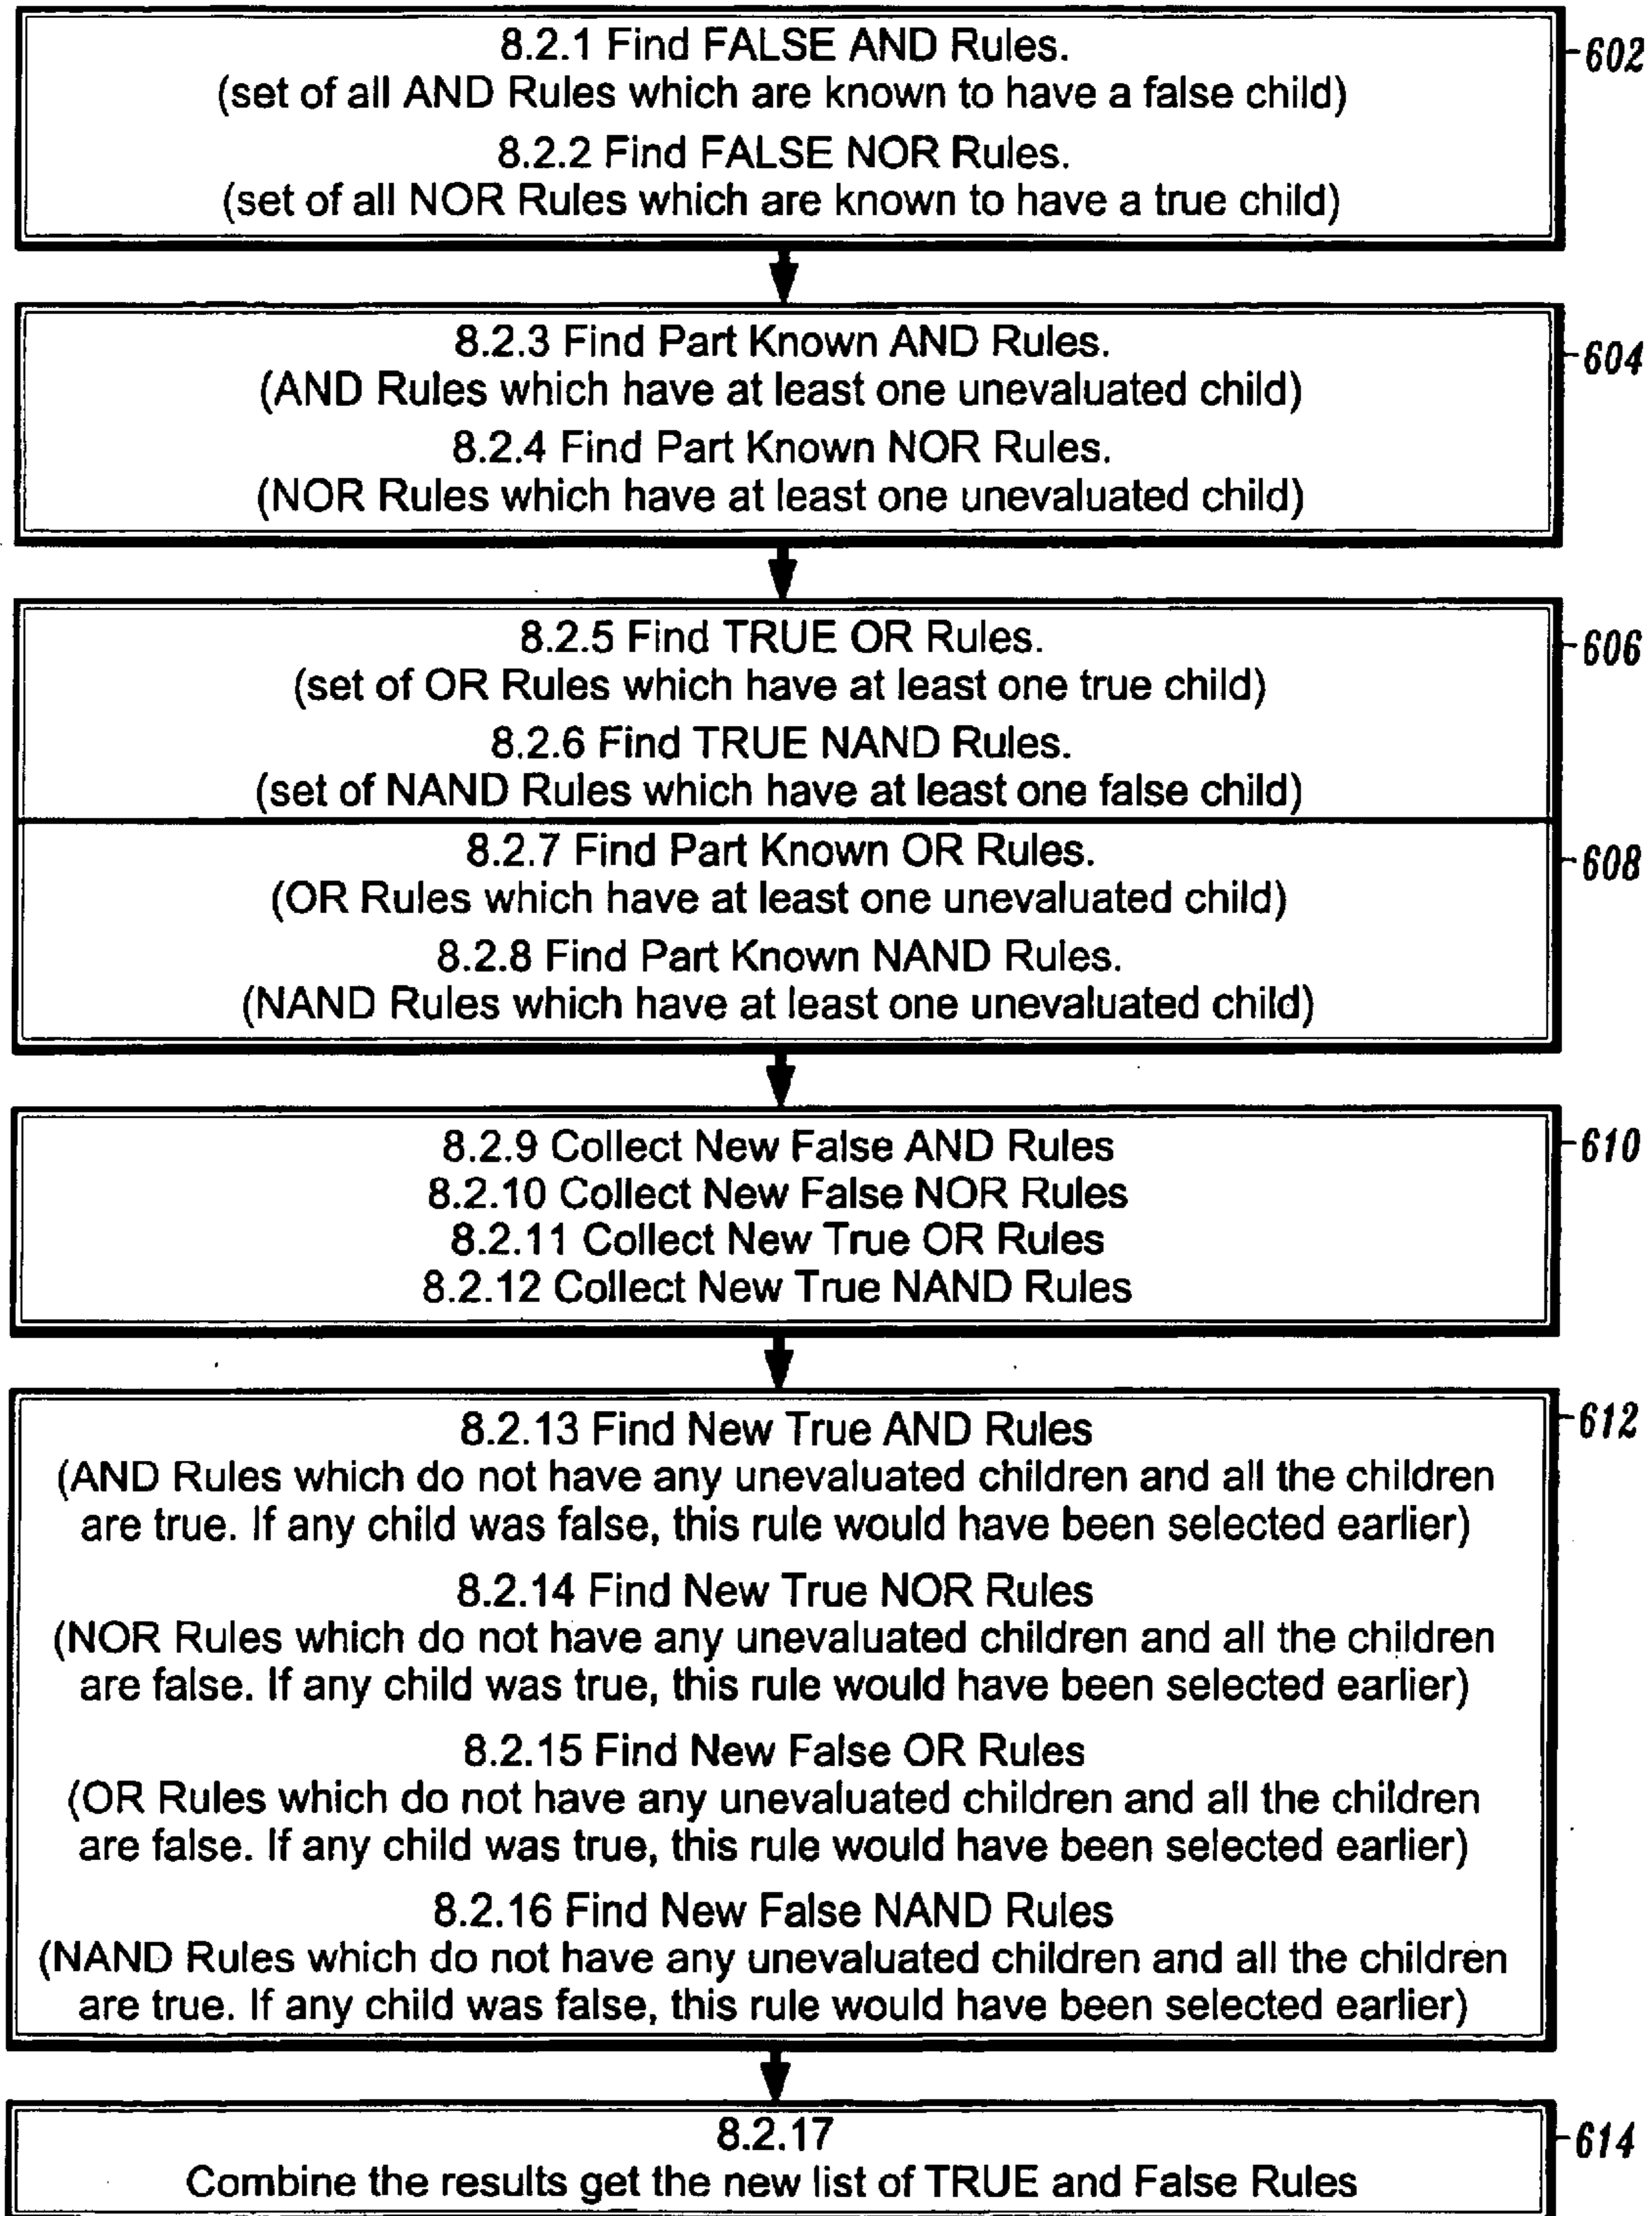 8.2.1 Find FALSE AND Rules.
602
(set of all AND Rules which are known to have a false child)
8.2.2 Find FALSE NOR Rules.
(set of all NOR Rules which are known to have a true child)
8.2.3 Find Part Known AND Rules.
604
(AND Rules which have at least one unevaluated child)
8.2.4 Find Part Known NOR Rules.
(NOR Rules which have at least one unevaluated child)
8.2.5 Find TRUE OR Rules.
606
(set of OR Rules which have at least one true child)
8.2.6 Find TRUE NAND Rules.
(set of NAND Rules which have at least one false child)
8.2.7 Find Part Known OR Rules.
608
(OR Rules which have at least one unevaluated child)
8.2.8 Find Part Known NAND Rules.
(NAND Rules which have at least one unevaluated child)
8.2.9 Collect New False AND Rules
610
8.2.10 Collect New False NOR Rules
8.2.11 Collect New True OR Rules
8.2.12 Collect New True NAND Rules
8.2.13 Find New True AND Rules
612
(AND Rules which do not have any unevaluated children and all the children
are true. If any child was false, this rule would have been selected earlier)
8.2.14 Find New True NOR Rules
(NOR Rules which do not have any unevaluated children and all the children
are false. If any child was true, this rule would have been selected earlier)
8.2.15 Find New False OR Rules
(OR Rules which do not have any unevaluated children and all the children
are false. If any child was true, this rule would have been selected earlier)
8.2.16 Find New False NAND Rules
(NAND Rules which do not have any unevaluated children and all the children
are true. If any child was false, this rule would have been selected earlier)
8.2.17
614
Combine the results get the new list of TRUE and False Rules